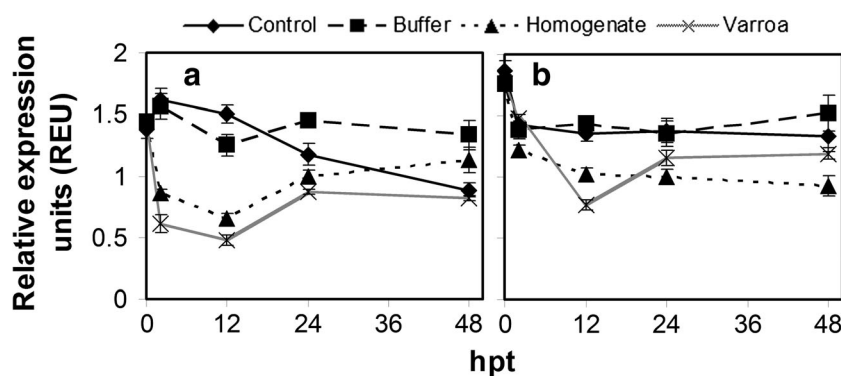 Control Buffer Homogenate Varroa
Relative expression
units (REU)
2
1.5
1
0.5
0
a
b
0 12 24 36 48 0 12 24 36 48
hpt